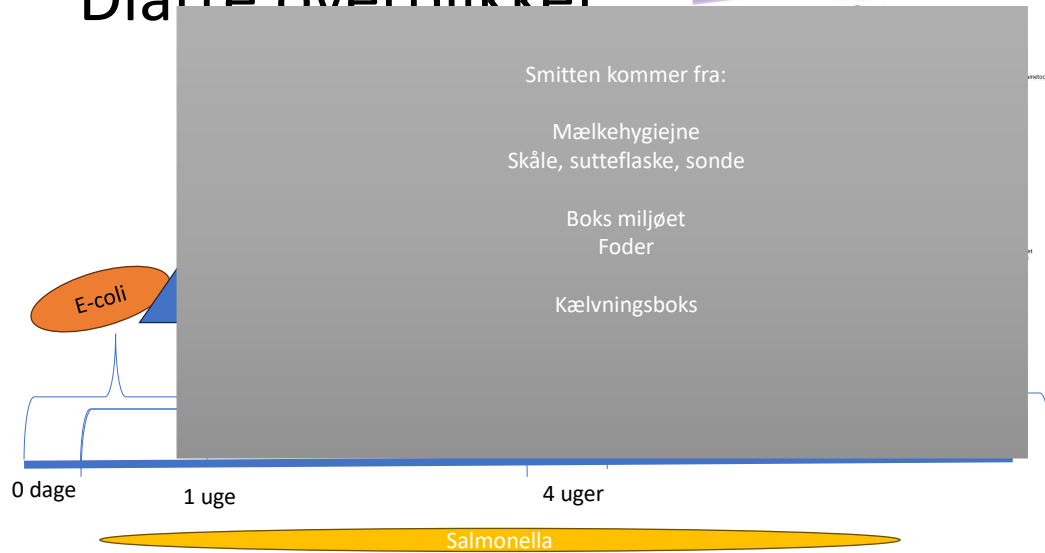 Smitten kommer fra:
Mælkehygiejne
Skåle, sutteflaske, sonde
Boks miljøet
Foder
Kælvningsboks
E-coli
0 dage
1 uge
4 uger
Salmonella